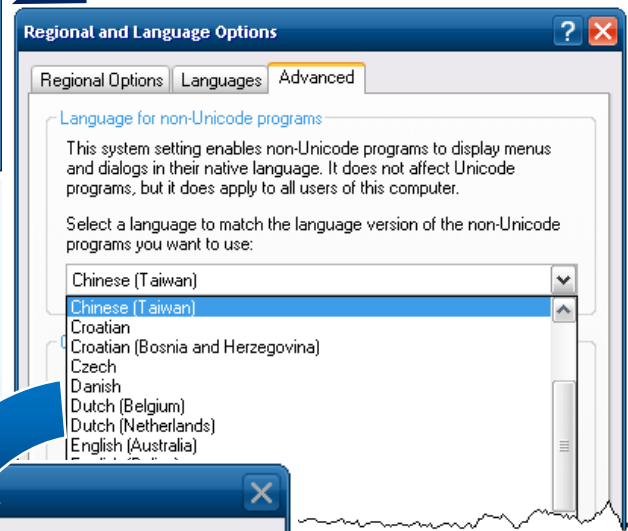 Regional and Language Options
Regional Options Languages Advanced
Language for non-Unicode programs
This system setting enables non-Unicode programs to display menus
and dialogs in their native language. It does not affect Unicode
programs, but it does apply to all users of this computer.
Select a language to match the language version of the non-Unicode
programs you want to use:
Chinese (Taiwan)
Chinese (Taiwan)
Croatian
Croatian (Bosnia and Herzegovina)
Czech
Danish
Dutch (Belgium)
Dutch (Netherlands)
English (Australia)